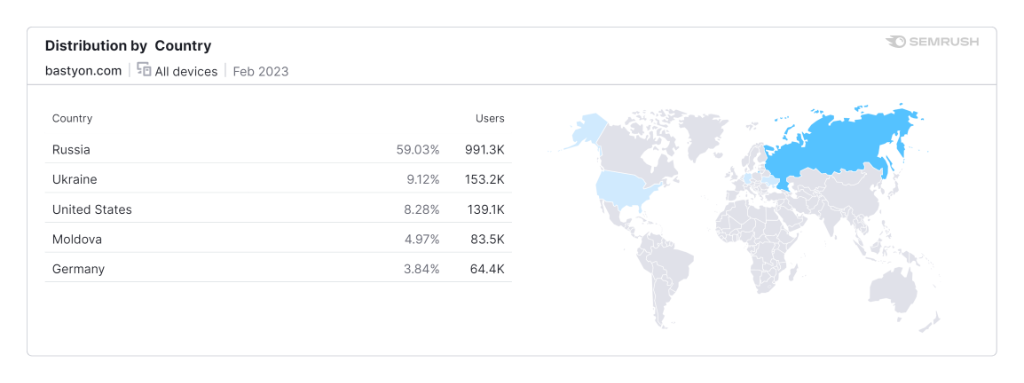 Distribution by Country
SEMRUSH
bastyon.com All devices Feb 2023
Country Users
Russia 59.03% 991.3K
Ukraine 9.12% 153.2K
United States 8.28% 139.1K
Moldova 4.97% 83.5K
Germany 3.84% 64.4K